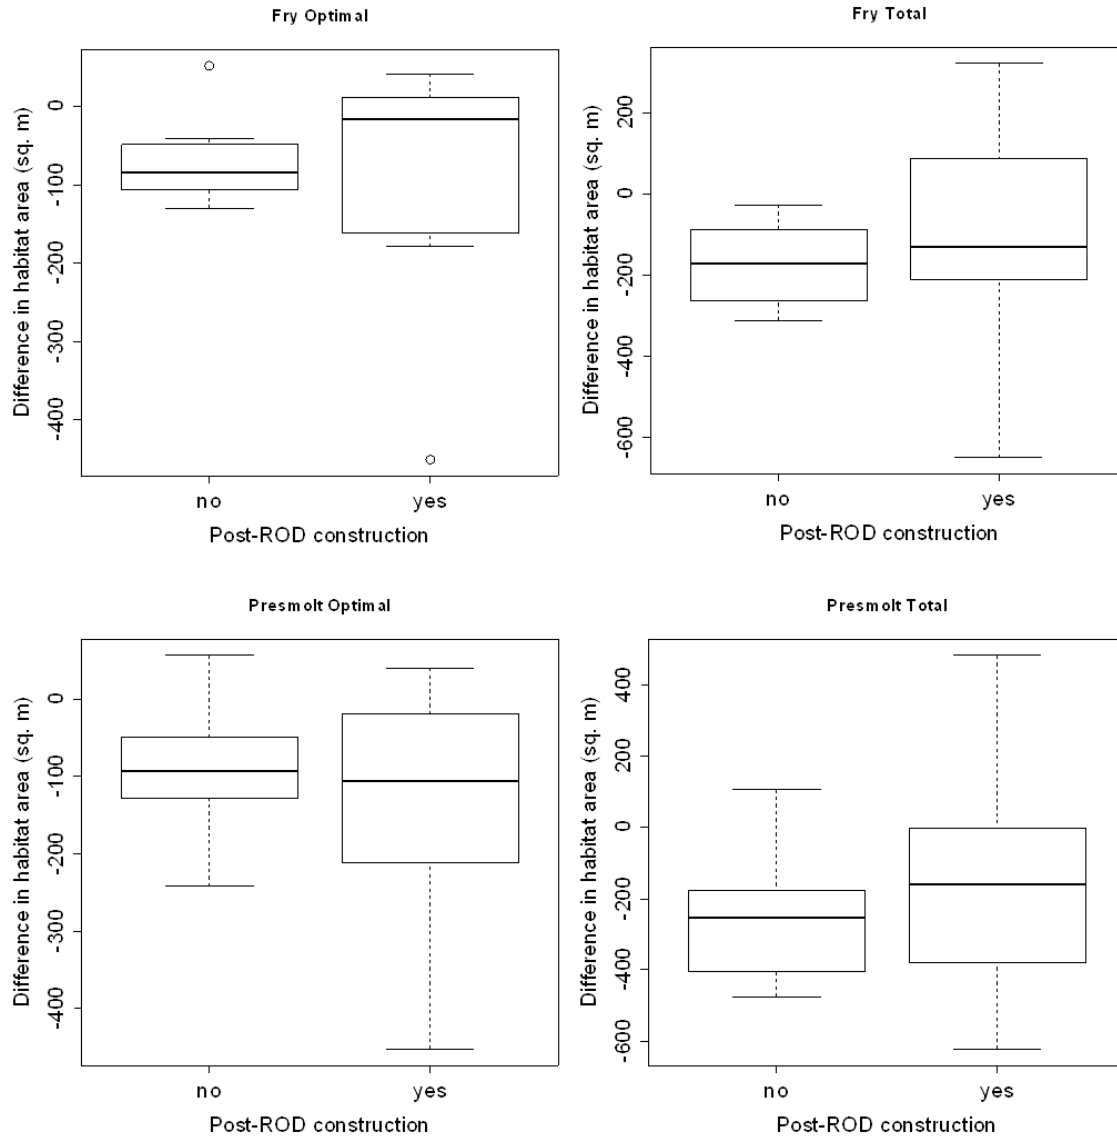 Fry Optimal
Difference in habitat area (sq. m)
0
-100
-200
-300
-400
no yes
Post-ROD construction
Fry Total
Difference in habitat area (sq. m)
200
0
-200
-400
-600
no yes
Post-ROD construction
Presmolt Optimal
Difference in habitat area (sq. m)
0
-100
-200
-300
-400
no yes
Post-ROD construction
Presmolt Total
Difference in habitat area (sq. m)
400
200
0
-200
-400
-600
no yes
Post-ROD construction